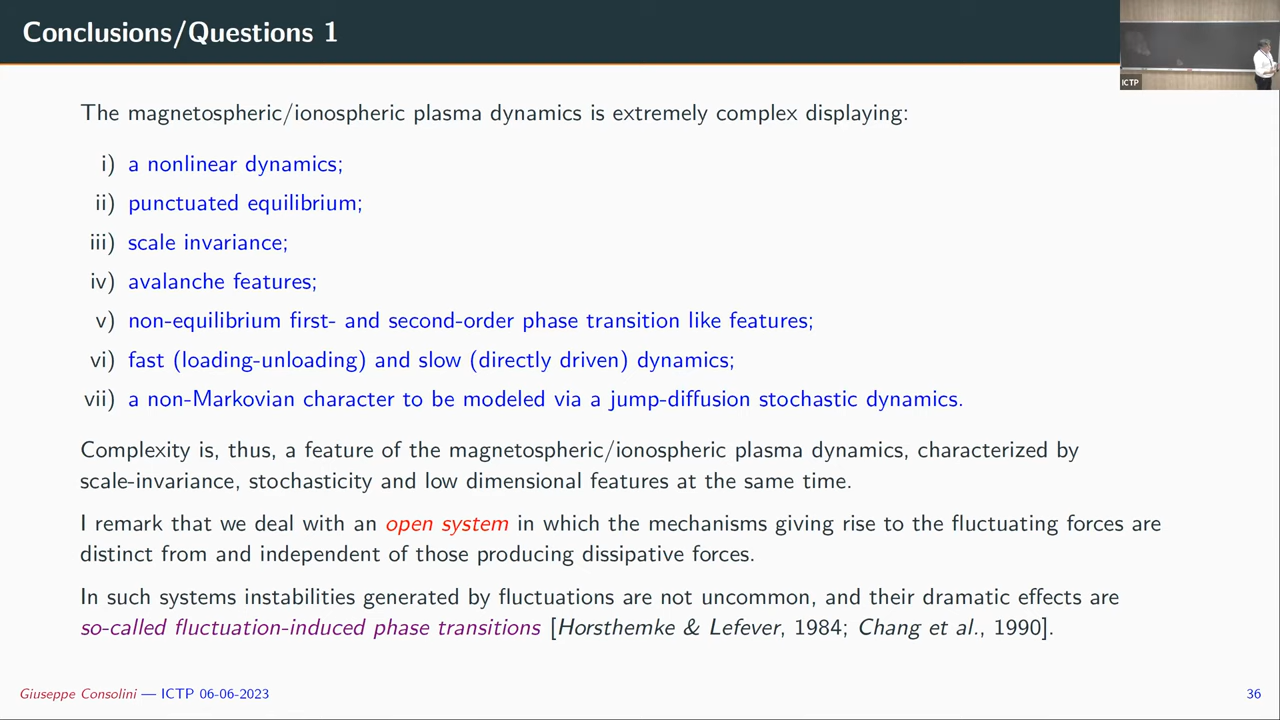 Conclusions/Questions 1
ICTP
The magnetospheric/ionospheric plasma dynamics is extremely complex displaying:
i) a nonlinear dynamics;
ii) punctuated equilibrium;
iii) scale invariance;
iv) avalanche features;
v) non-equilibrium first- and second-order phase transition like features;
vi) fast (loading-unloading) and slow (directly driven) dynamics;
vii) a non-Markovian character to be modeled via a jump-diffusion stochastic dynamics.
Complexity is, thus, a feature of the magnetospheric/ionospheric plasma dynamics, characterized by
scale-invariance, stochasticity and low dimensional features at the same time.
I remark that we deal with an open system in which the mechanisms giving rise to the fluctuating forces are
distinct from and independent of those producing dissipative forces.
In such systems instabilities generated by fluctuations are not uncommon, and their dramatic effects are
so-called fluctuation-induced phase transitions [Horsthemke & Lefever, 1984; Chang et al., 1990].
Giuseppe Consolini — ICTP 06-06-2023
36